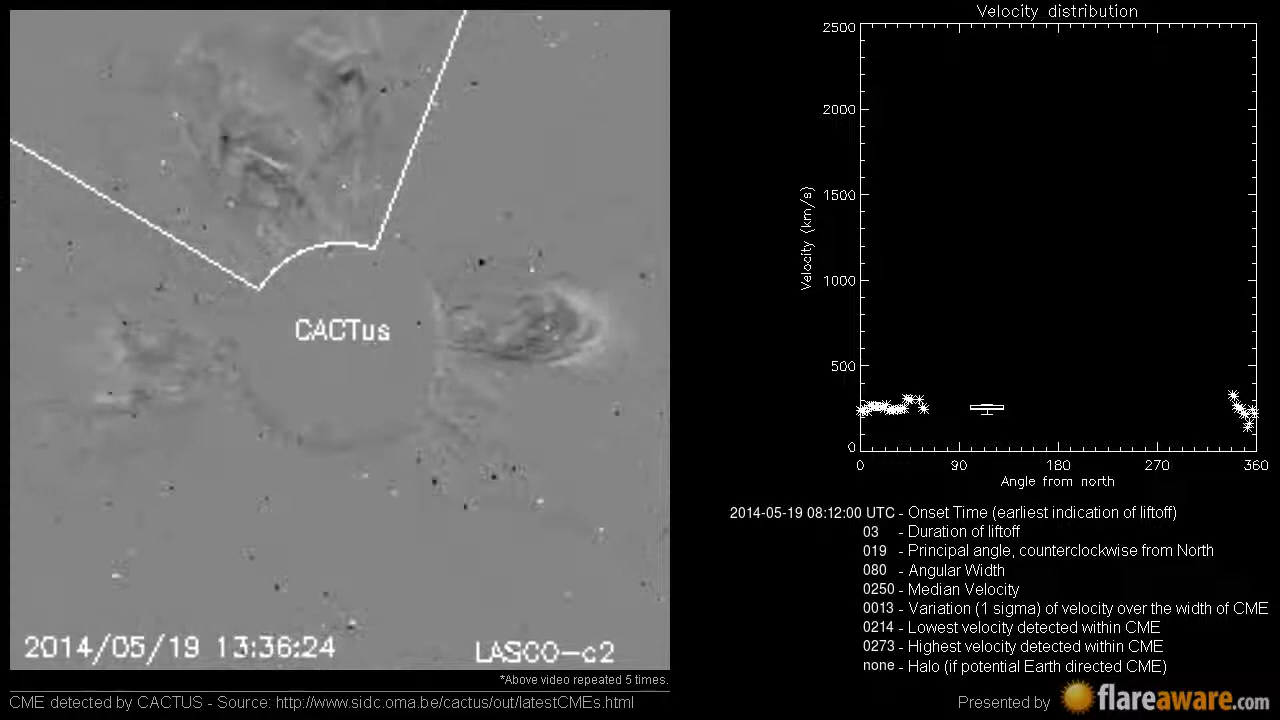 CACTus
2014/05/19 13:36:24
LASCO-c2
*Above video repeated 5 times.
CME detected by CACTUS - Source: http://www.sidc.oma.be/cactus/out/latestCMEs.html
Velocity distribution
2500
2000
1500
1000
500
0
Velocity (km/s)
0 90 180 270 360
Angle from north
2014-05-19 08:12:00 UTC - Onset Time (earliest indication of liftoff)
03 - Duration of liftoff
019 - Principal angle, counterclockwise from North
080 - Angular Width
0250 - Median Velocity
0013 - Variation (1 sigma) of velocity over the width of CME
0214 - Lowest velocity detected within CME
0273 - Highest velocity detected within CME
none - Halo (if potential Earth directed CME)
Presented by flareaware.com